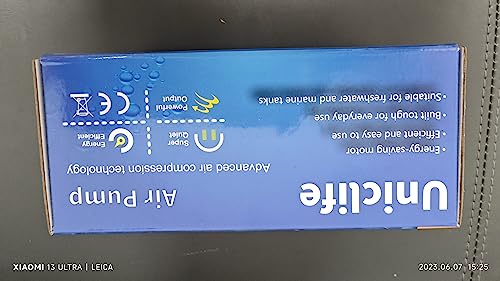 Uniclife
Air Pump
Advanced air compression technology
• Energy-saving motor
• Efficient and easy to use
• Built tough for everyday use
• Suitable for freshwater and marine tanks
Super
Quiet
Energy
Efficient
Powerful
Output
CE
XIAOMI 13 ULTRA | LEICA
2023.06.07 15:25